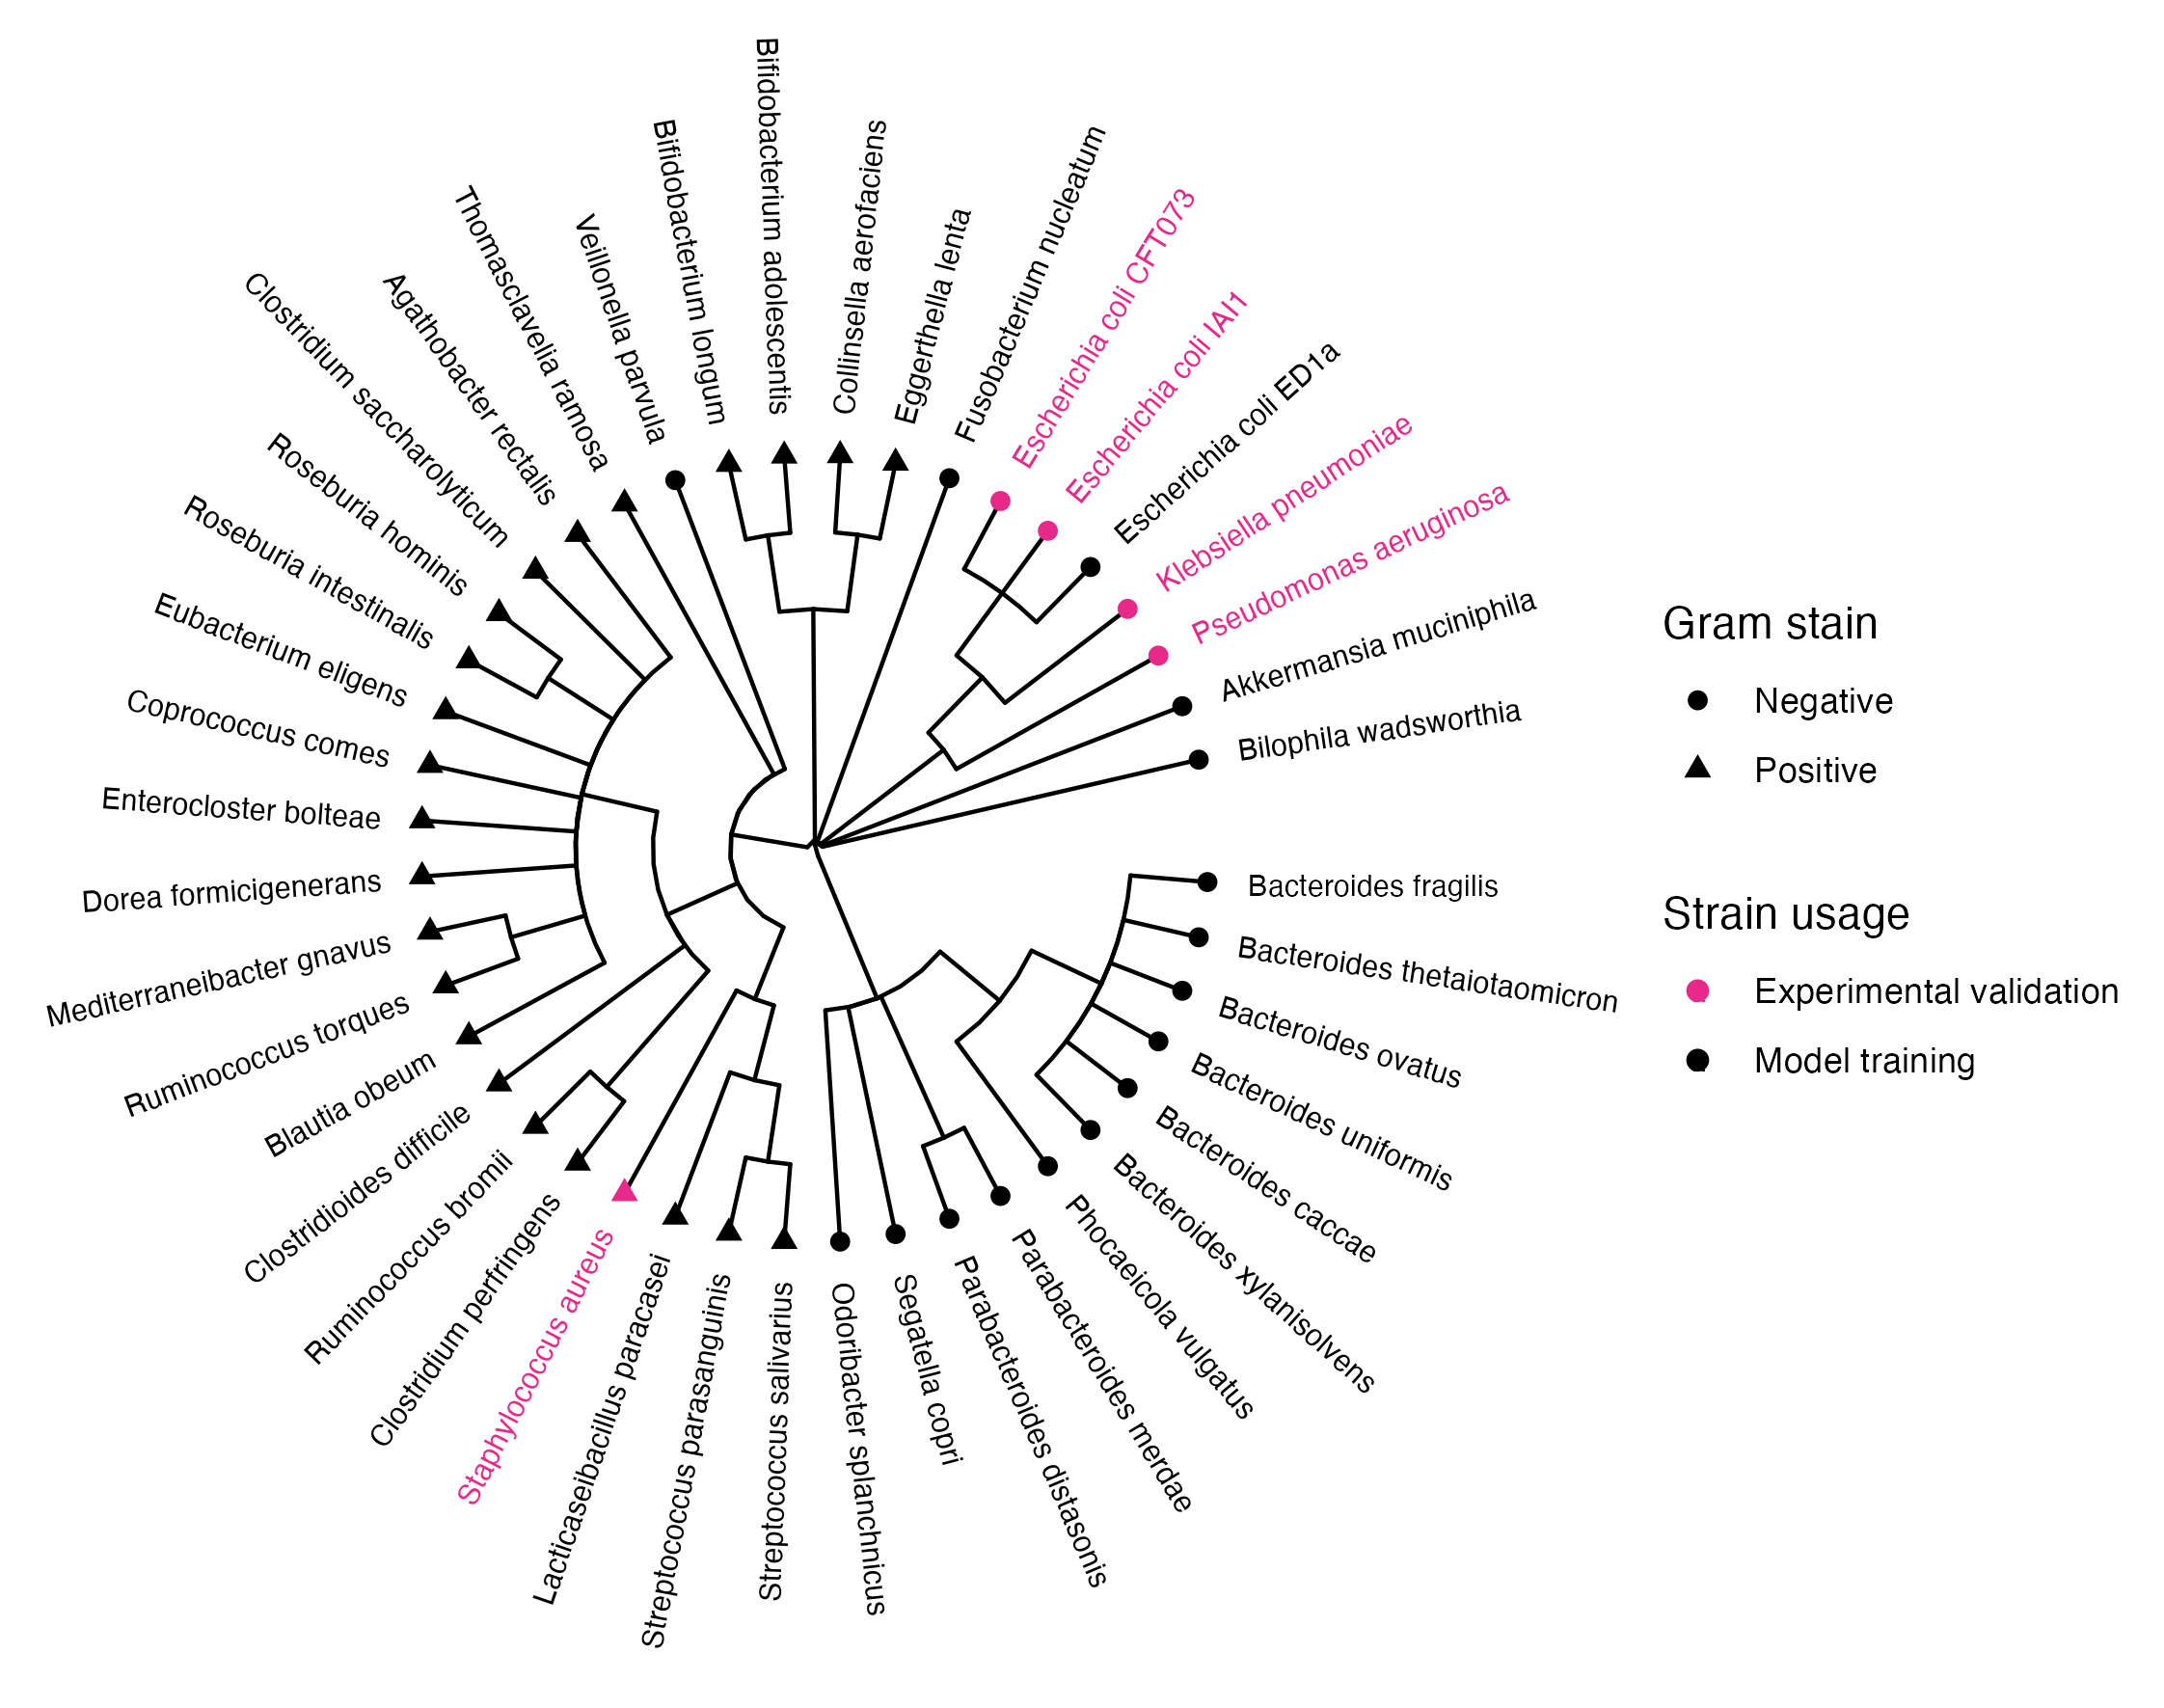 Bifidobacterium longum
Bifidobacterium adolescentis
Collinsella aerofaciens
Eggerthella lenta
Fusobacterium nucleatum
Escherichia coli CFT073
Escherichia coli IAI1
Escherichia coli ED1a
Klebsiella pneumoniae
Pseudomonas aeruginosa
Akkermansia muciniphila
Bilophila wadsworthia
Bacteroides fragilis
Bacteroides thetaiotaomicron
Bacteroides ovatus
Bacteroides uniformis
Bacteroides caccae
Bacteroides xylanisolvens
Phocaeicola vulgatus
Parabacteroides merdae
Parabacteroides distasonis
Segatella copri
Odoribacter splanchnicus
Streptococcus salivarius
Streptococcus parasanguinis
Lacticaseibacillus paracasei
Staphylococcus aureus
Clostridium perfringens
Ruminococcus bromii
Clostridioides difficile
Blautia obeum
Ruminococcus torques
Mediterraneibacter gnavus
Dorea formicigenerans
Enterocloster bolteae
Coprococcus comes
Eubacterium eligens
Roseburia intestinalis
Roseburia hominis
Clostridium saccharolyticum
Agathobacter rectalis
Thomasclavelia ramosa
Veillonella parvula
Gram stain
Negative
Positive
Strain usage
Experimental validation
Model training